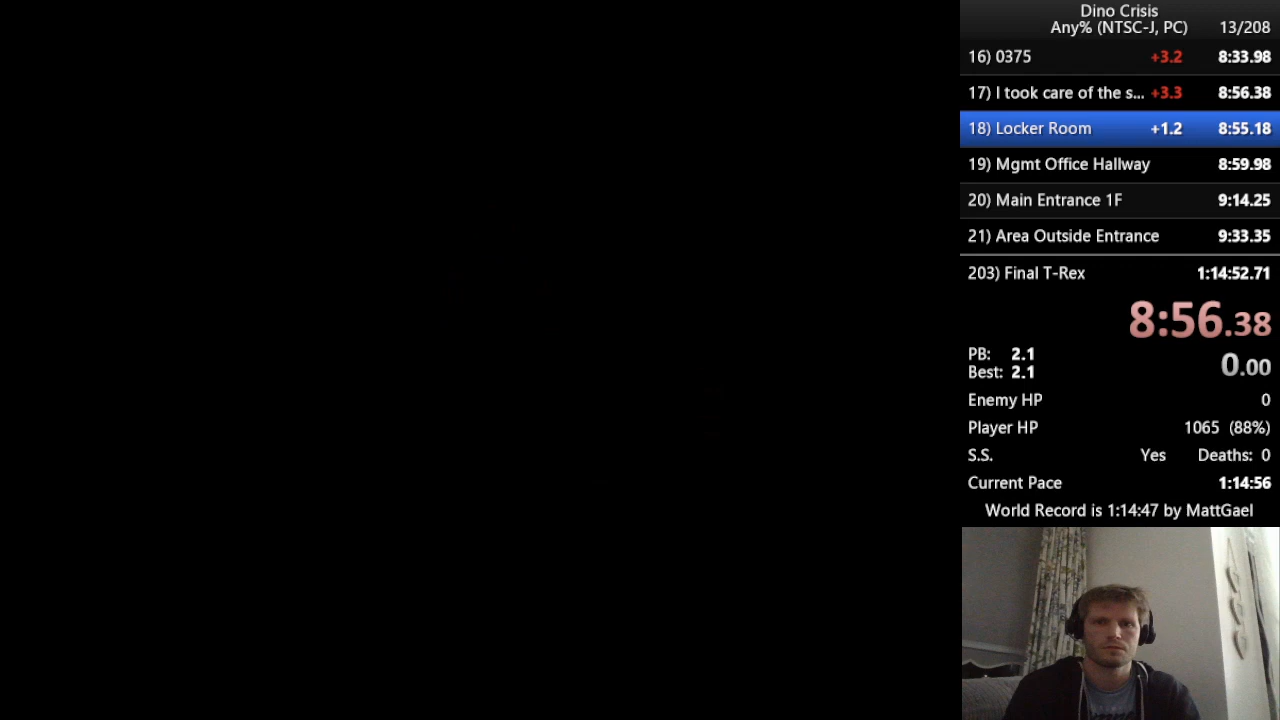 Dino Crisis
Any% (NTSC-J, PC) 13/208
16) 0375 +3.2 8:33.98
17) I took care of the s... +3.3 8:56.38
18) Locker Room +1.2 8:55.18
19) Mgmt Office Hallway 8:59.98
20) Main Entrance 1F 9:14.25
21) Area Outside Entrance 9:33.35
203) Final T-Rex 1:14:52.71
8:56.38
PB: 2.1 0.00
Best: 2.1
Enemy HP 0
Player HP 1065 (88%)
S.S. Yes Deaths: 0
Current Pace 1:14:56
World Record is 1:14:47 by MattGael